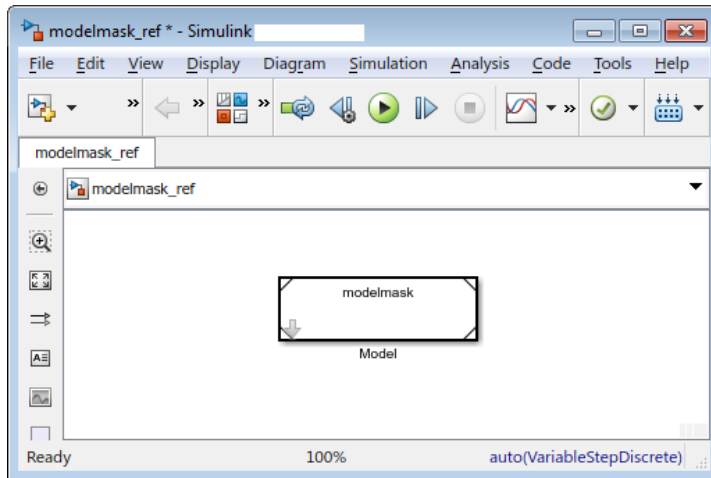 modelmask_ref * - Simulink
File Edit View Display Diagram Simulation Analysis Code Tools Help
» » »  »
modelmask_ref
modelmask_ref
modelmask
A
Model
Ready 100% auto(VariableStepDiscrete)